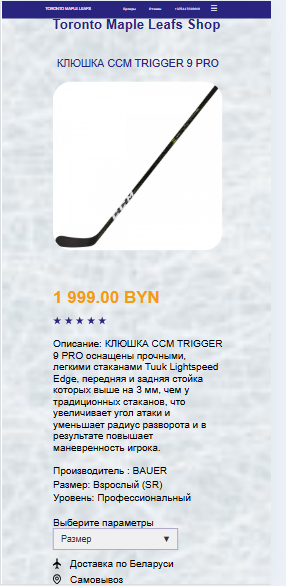 TORONTO MAPLE LEAFS
Бренды
Отзывы
Toronto Maple Leafs Shop
КЛЮШКА CCM TRIGGER 9 PRO
CCM
1 999.00 BYN
★★★★★
Описание: КЛЮШКА CCM TRIGGER
9 PRO оснащены прочными,
легкими стаканами Tuuk Lightspeed
Edge, передняя и задняя стойка
которых выше на 3 мм, чем у
традиционных стаканов, что
увеличивает угол атаки и
уменьшает радиус разворота и в
результате повышает
маневренность игрока.
Производитель : BAUER
Размер: Взрослый (SR)
Уровень: Профессиональный
Выберите параметры
Размер
Доставка по Беларуси
Самовывоз